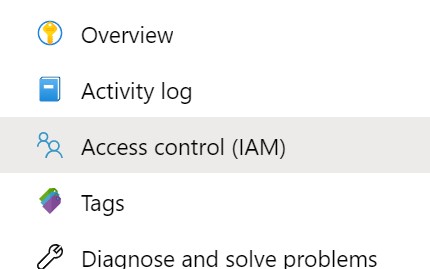 Overview
Activity log
Access control (IAM)
Tags
Diagnose and solve problems